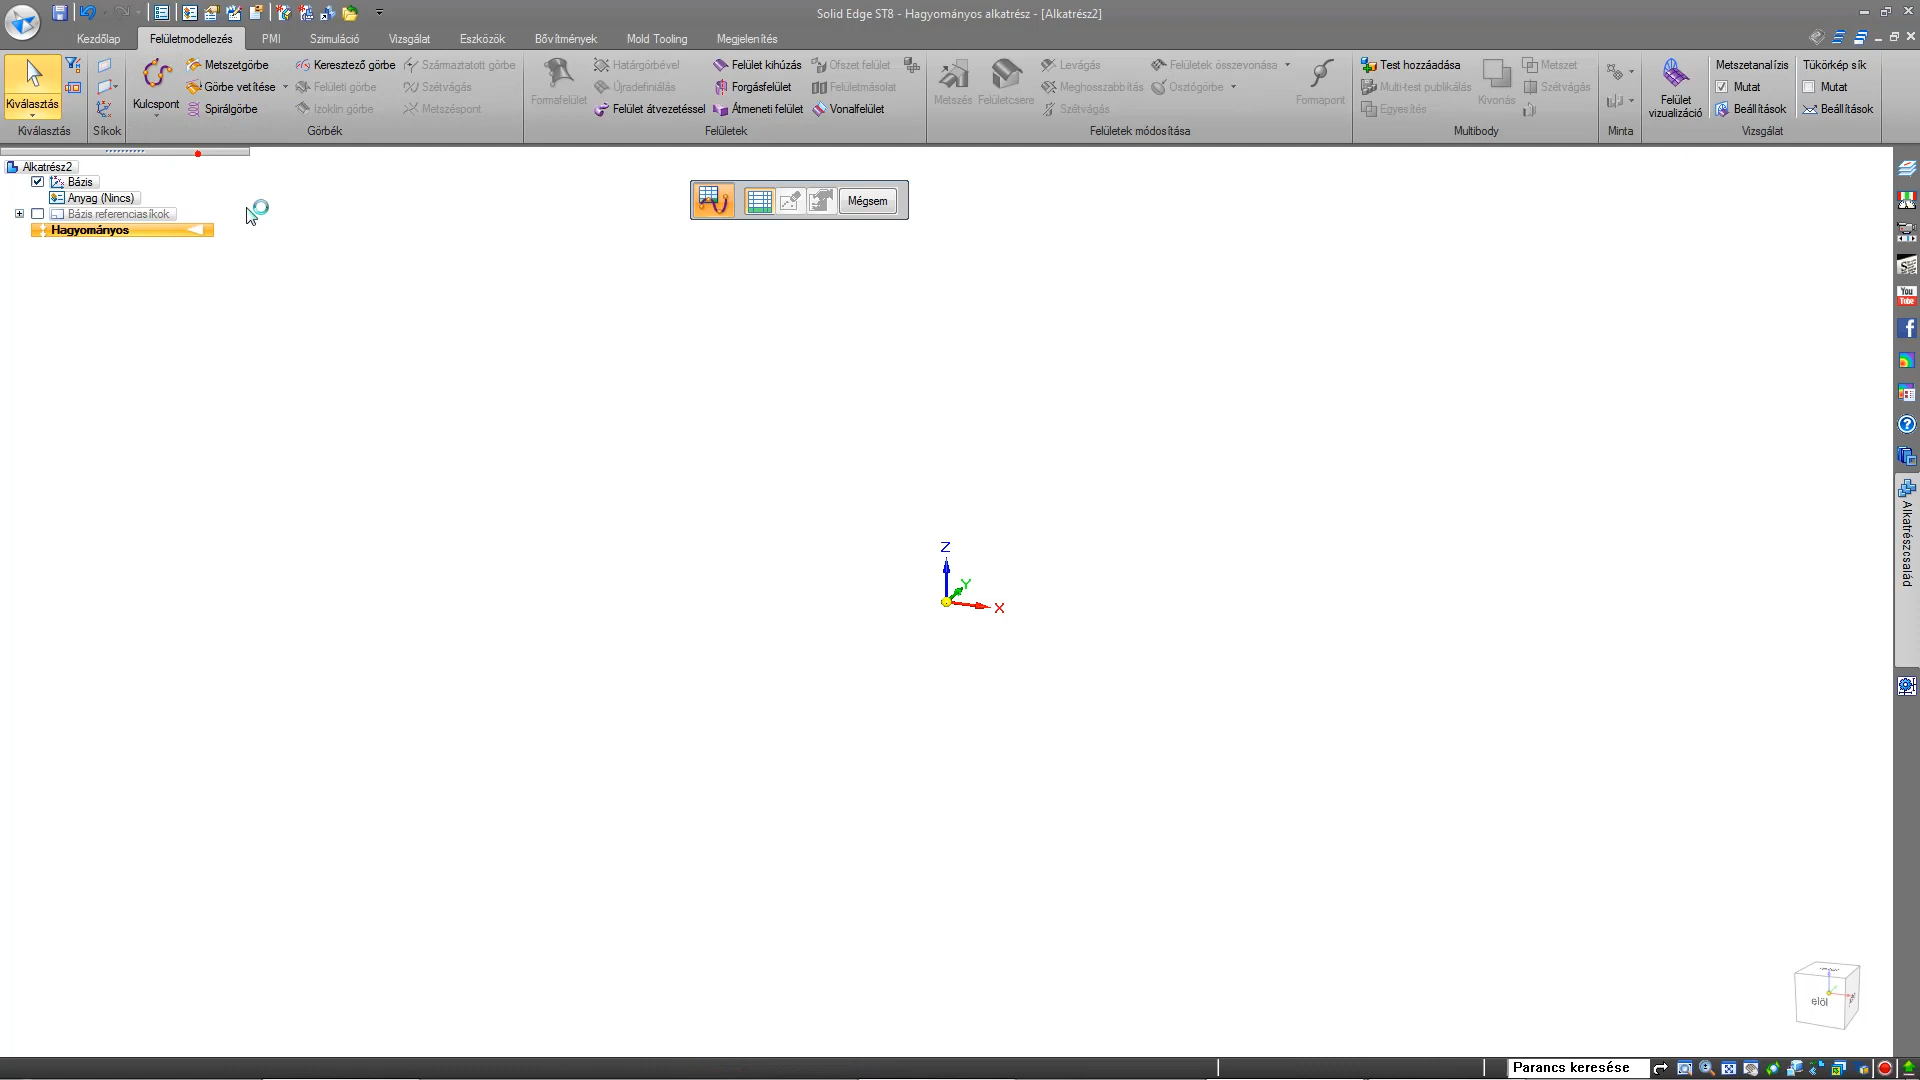 Solid Edge ST8 - Hagyományos alkatrész - [Alkatrész2]
Kezdőlap
Felületmodellezés
PMI
Szimuláció
Vizsgálat
Eszközök
Bővítmények
Mold Tooling
Megjelenítés
Kiválasztás
Kiválasztás
Síkok
Kulcspont
Metszetgörbe
Görbe vetítése
Spirálgörbe
Keresztező görbe
Felületi görbe
Izoklin görbe
Származtatott görbe
Szétvágás
Metszéspont
Görbék
Formafelület
Határgörbével
Újradefiniálás
Felület átvezetéssel
Felület kihúzás
Forgásfelület
Átmeneti felület
Ofszet felület
Felületmásolat
Vonalfelület
Felületek
Metszés
Felületcsere
Levágás
Meghosszabbítás
Szétvágás
Felületek összevonása
Osztógörbe
Formapont
Felületek módosítása
Test hozzáadása
Multi-test publikálás
Egyesítés
Kivonás
Metszet
Szétvágás
Multibody
Minta
Felület
vizualizáció
Metszetanalízis
Mutat
Beállítások
Tükörkép sík
Mutat
Beállítások
Vizsgálat
Alkatrész2
Bázis
Anyag (Nincs)
Bázis referenciasíkok
Hagyományos
Mégsem
Z
Y
X
You
Tube
Alkatrészcsalád
elöl
Parancs keresése